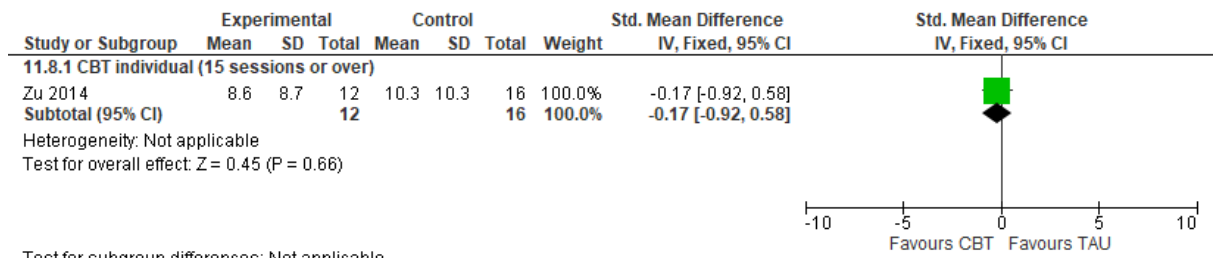 Experimental Control Std. Mean Difference Std. Mean Difference
Study or Subgroup Mean SD Total Mean SD Total Weight IV, Fixed, 95% CI IV, Fixed, 95% CI
11.8.1 CBT individual (15 sessions or over)
Zu 2014 8.6 8.7 12 10.3 10.3 16 100.0% -0.17 [-0.92, 0.58]
Subtotal (95% CI) 12 16 100.0% -0.17 [-0.92, 0.58]
Heterogeneity: Not applicable
Test for overall effect: Z = 0.45 (P = 0.66)
-10 -5 0 5 10
Favours CBT Favours TAU
Test for subgroup differences: Not applicable